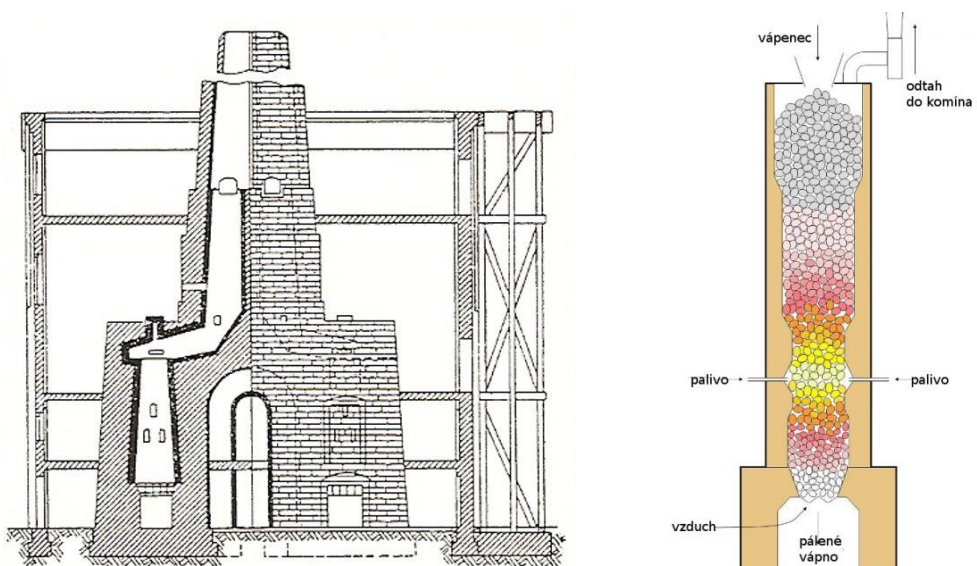 vápenec
odtah
do komína
palivo
palivo
vzduch
pálené
vápno